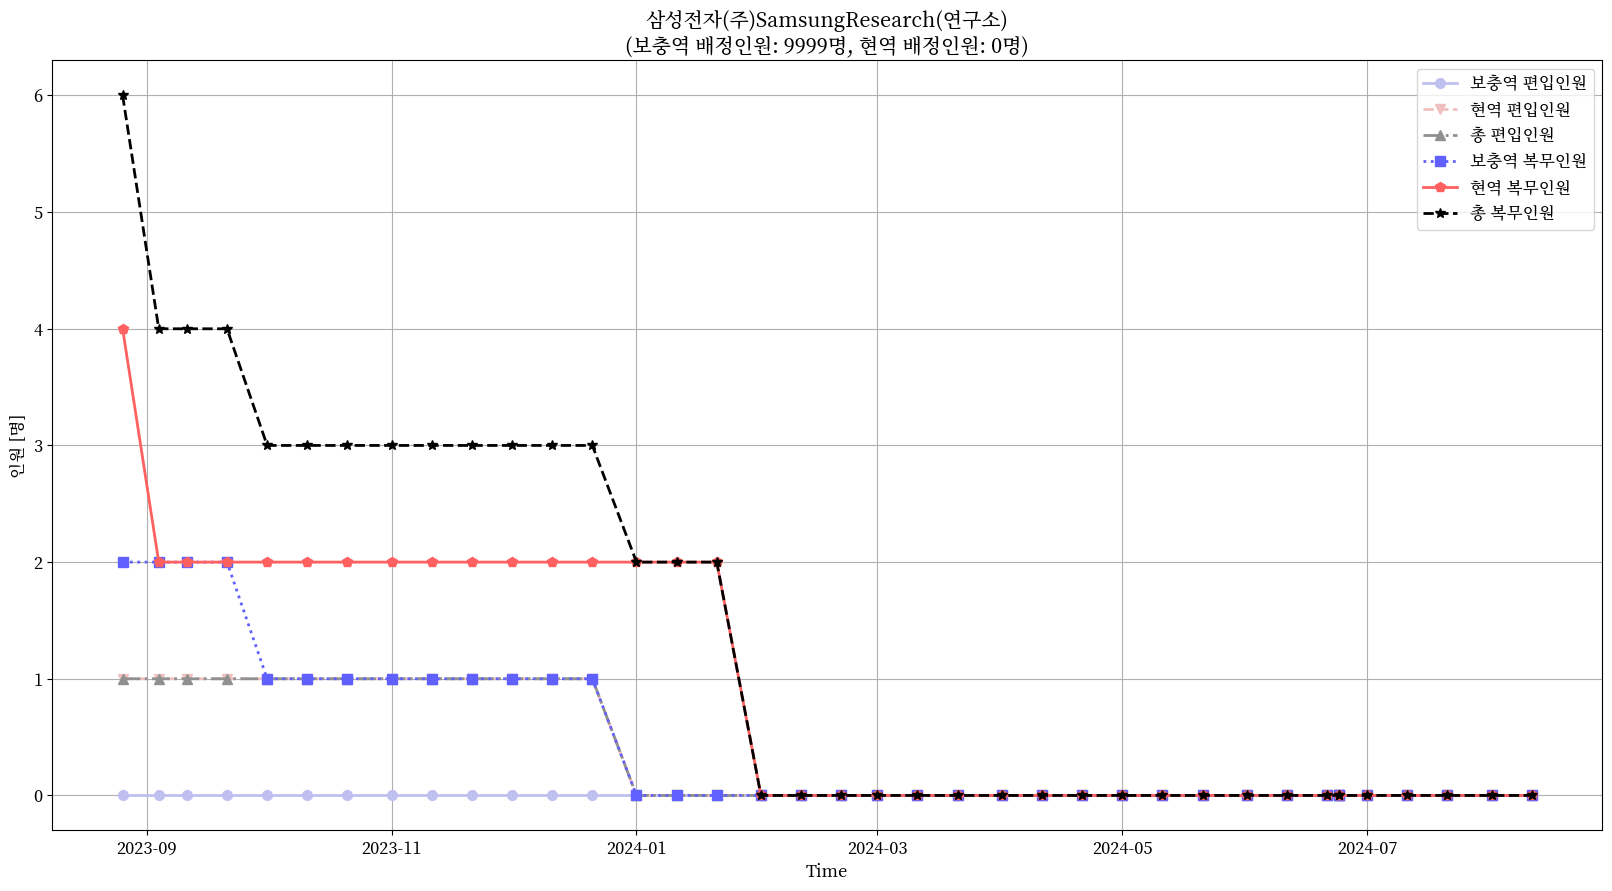 삼성전자(주)SamsungResearch(연구소)
(보충역 배정인원: 9999명, 현역 배정인원: 0명)
보충역 편입인원
현역 편입인원
총 편입인원
보충역 복무인원
현역 복무인원
총 복무인원
인원 [명]
6
5
4
3
2
1
0
2023-09
2023-11
2024-01
2024-03
2024-05
2024-07
Time